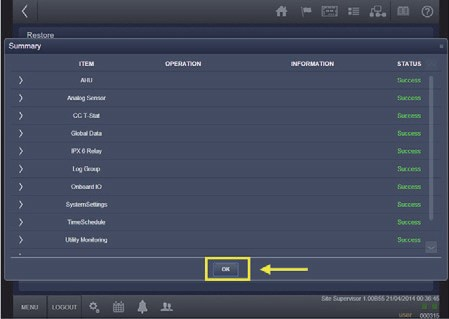 Restore
Summary
ITEM OPERATION INFORMATION STATUS
AHU Success
Analog Sensor Success
CC T-Stat Success
Global Data Success
IPX.6 Relay Success
Log Group Success
Onboard IO Success
SystemSettings Success
TimeSchedule Success
Utility Monitoring Success
OK
MENU LOGOUT
Site Supervisor 1.00B55 21/04/2014 00:36:46
user 000315